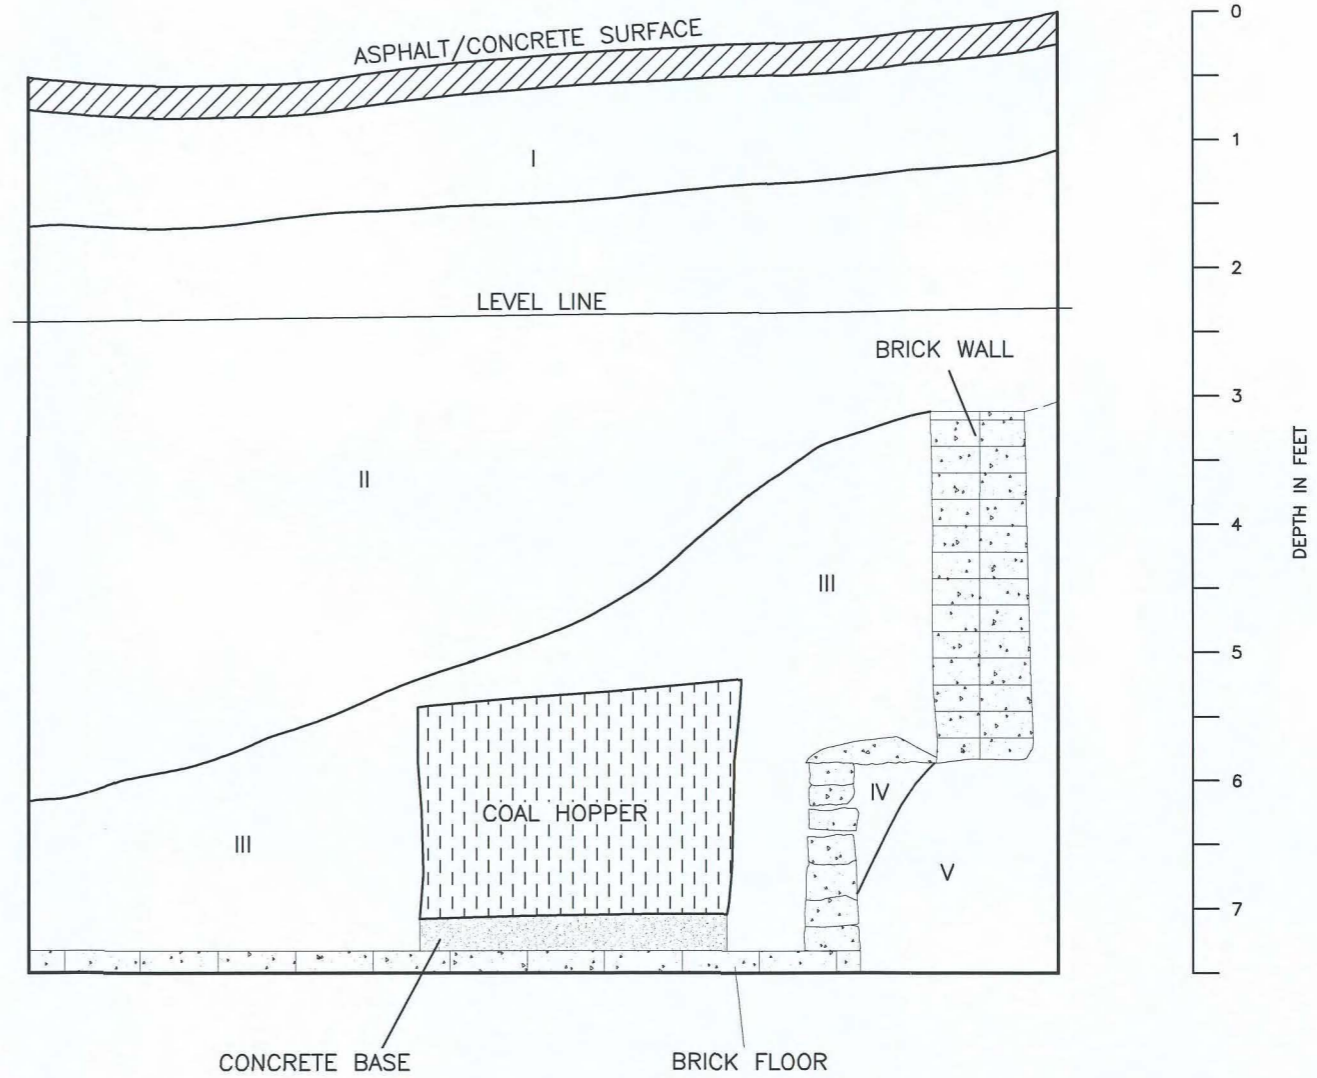 ASPHALT/CONCRETE SURFACE
I
LEVEL LINE
BRICK WALL
II
III
COAL HOPPER
IV
III
V
CONCRETE BASE
BRICK FLOOR
0
1
2
3
4
5
6
7
DEPTH IN FEET